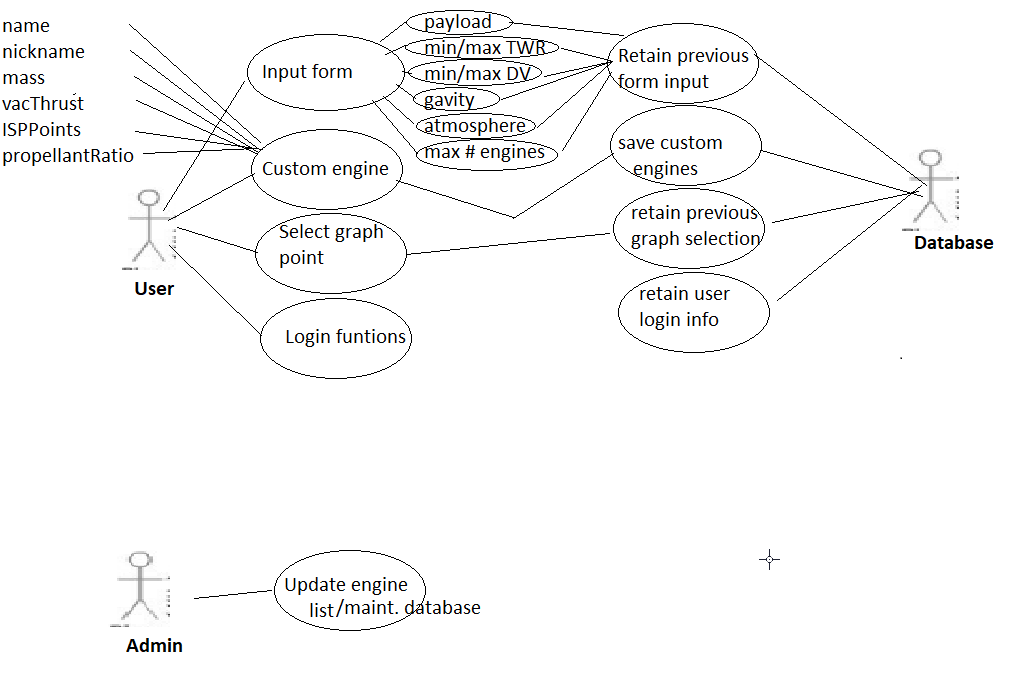 name
nickname
mass
vacThrust
ISPPoints
propellantRatio
Input form
Custom engine
Select graph
point
Login funtions
payload
min/max TWR
min/max DV
gavity
atmosphere
max # engines
Retain previous
form input
save custom
engines
retain previous
graph selection
retain user
login info
User
Database
Update engine
list/maint. database
Admin